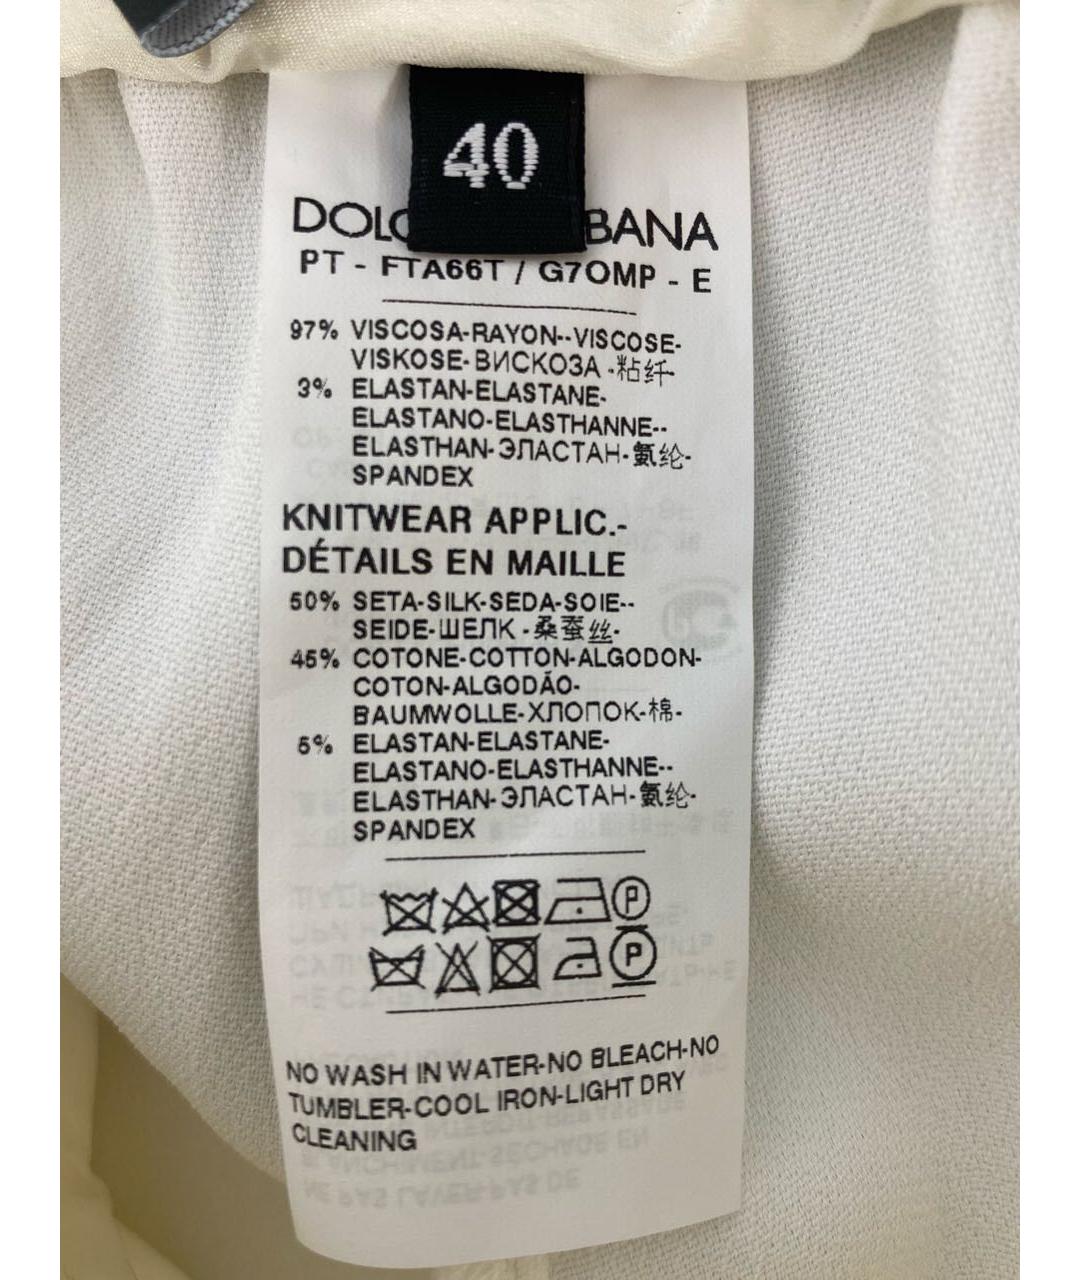 40
DOLC BANA
PT - FTA66T / G7OMP - E
97% VISCOSA-RAYON--VISCOSE-
VISKOSE-ВИСКОЗА-粘纤-
3% ELASTAN-ELASTANE-
ELASTANO-ELASTHANNE--
ELASTHAN-ЭЛАСТАН-氨纶-
SPANDEX
KNITWEAR APPLIC.-
DÉTAILS EN MAILLE
50% SETA-SILK-SEDA-SOIE--
SEIDE-ШЕЛК-桑蚕丝-
45% COTONE-COTTON-ALGODON-
COTON-ALGODÃO-
BAUMWOLLE-ХЛОПОК-棉-
5% ELASTAN-ELASTANE-
ELASTANO-ELASTHANNE--
ELASTHAN-ЭЛАСТАН-氨纶-
SPANDEX
P
P
NO WASH IN WATER-NO BLEACH-NO
TUMBLER-COOL IRON-LIGHT DRY
CLEANING